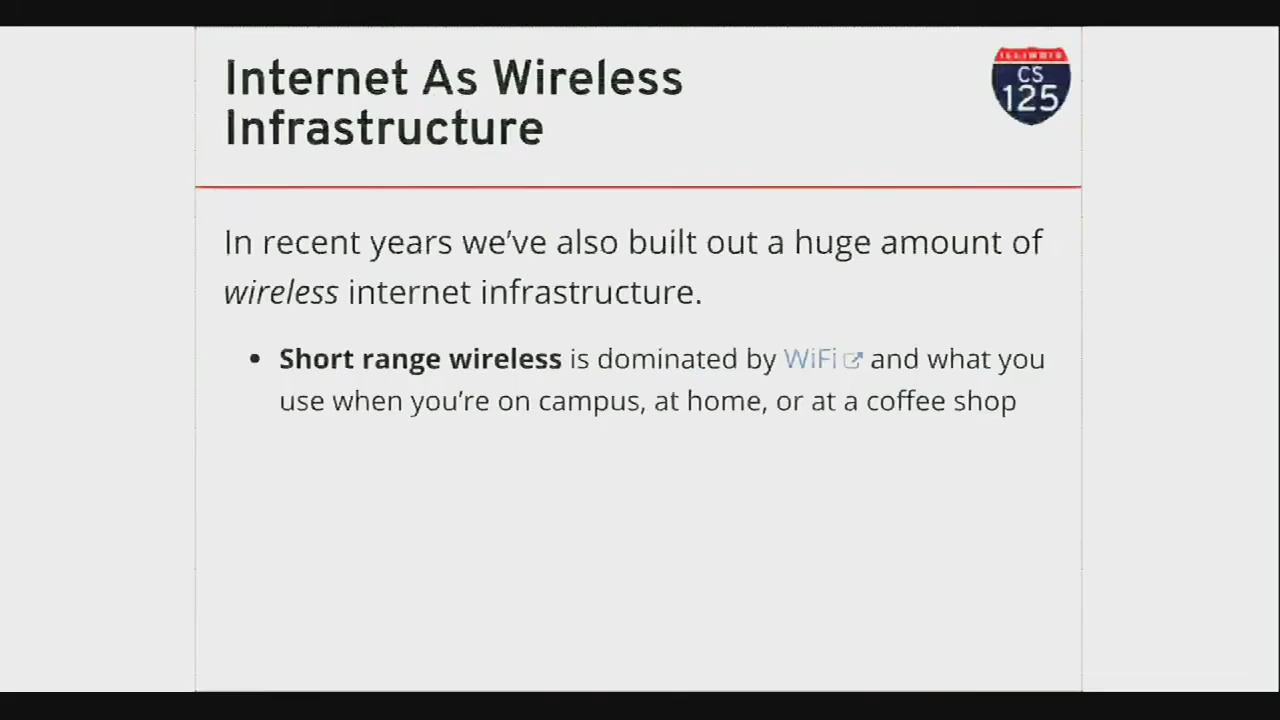 Internet As Wireless
Infrastructure
ILLINOIS
CS
125
In recent years we've also built out a huge amount of
wireless internet infrastructure.
• Short range wireless is dominated by WiFi and what you
use when you're on campus, at home, or at a coffee shop